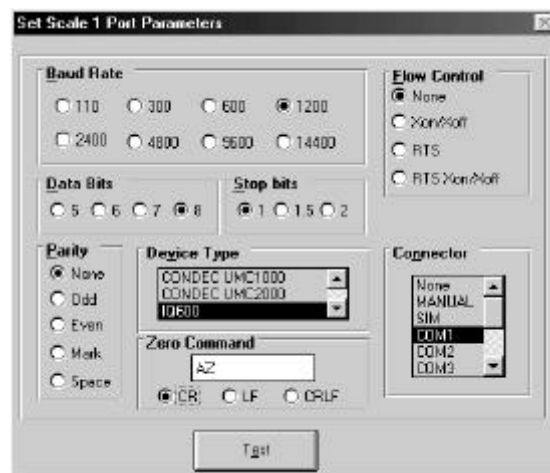 Set Scale 1 Port Parameters
Baud Rate
110 300 600 1200
2400 4800 9600 14400
Flow Control
None
Xon/Xoff
RTS
RTS Xon/Xoff
Data Bits
5 6 7 8
Stop bits
1 1.5 2
Parity
None
Odd
Even
Mark
Space
Device Type
CONDEC UMC1000
CONDEC UMC2000
IQ600
Zero Command
AZ
CR LF CRLF
Connector
None
MANUAL
SIM
COM1
COM2
COM3
Test